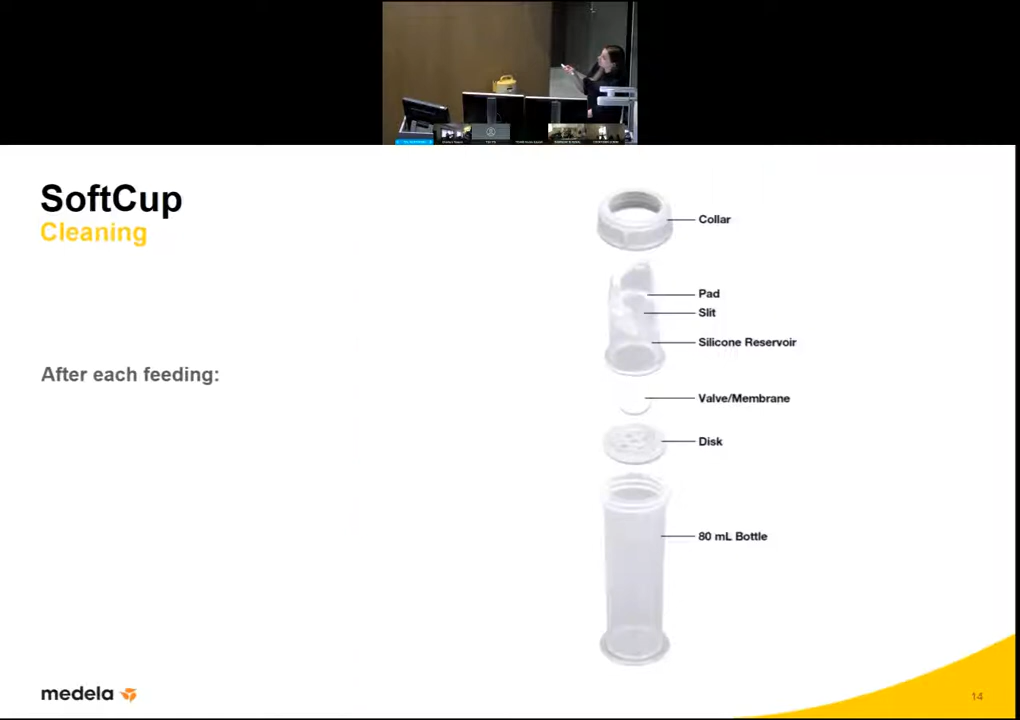 SoftCup
Cleaning
Collar
Pad
Slit
Silicone Reservoir
After each feeding:
Valve/Membrane
Disk
80 mL Bottle
medela
14